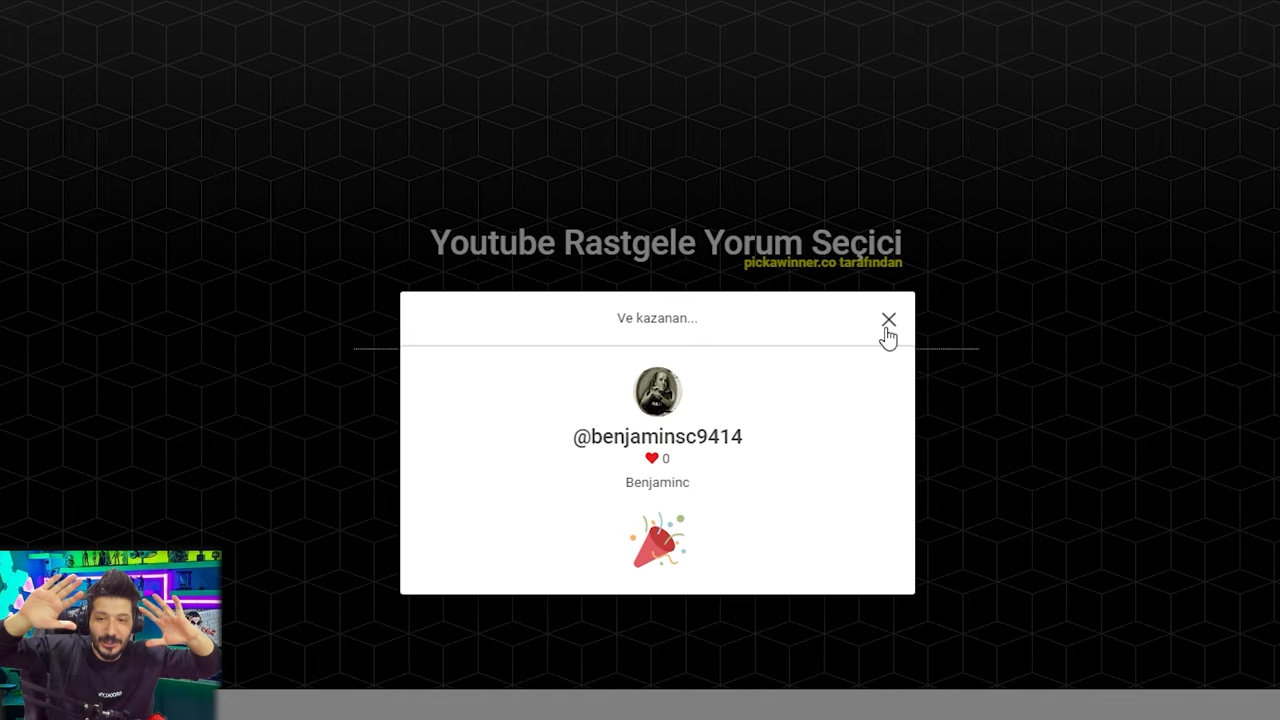 Youtube Rastgele Yorum Seçici
pickawinner.co tarafından
Ve kazanan...
@benjaminsc9414
0
Benjaminc